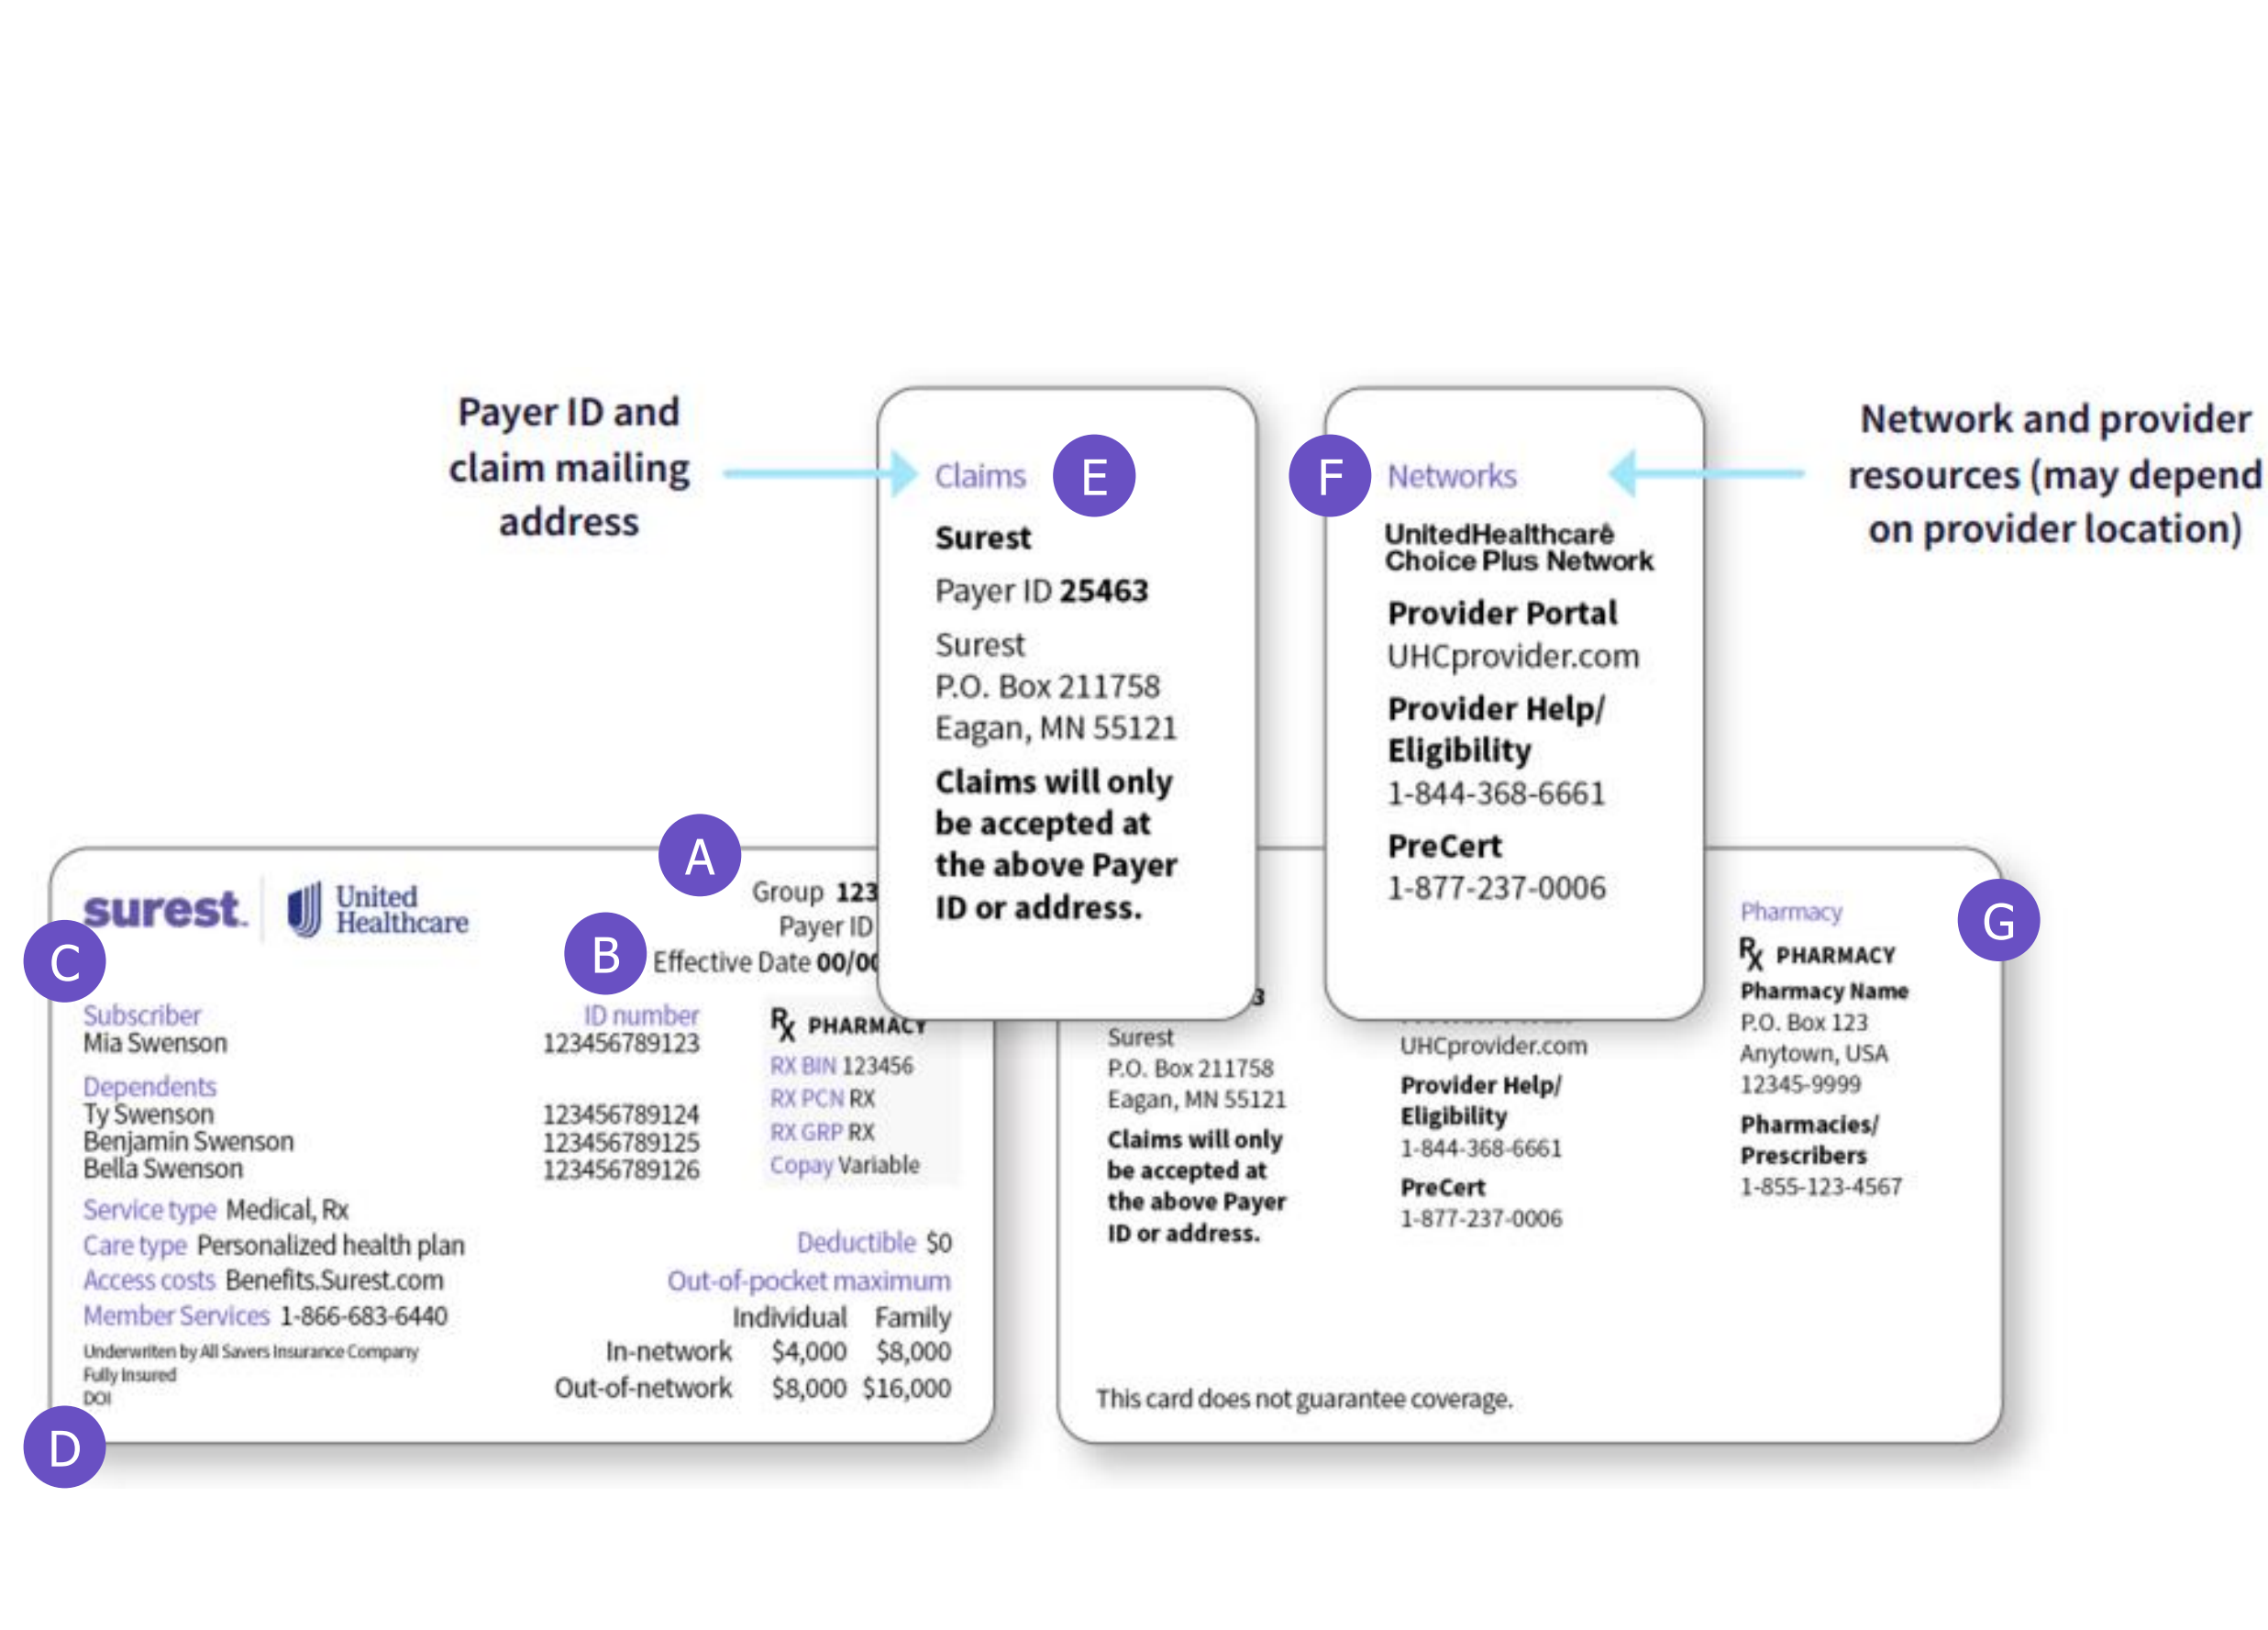 Payer ID and
claim mailing
address
Claims
E
Surest
Payer ID 25463
Surest
P.O. Box 211758
Eagan, MN 55121
Claims will only
be accepted at
the above Payer
ID or address.
F
Networks
UnitedHealthcare
Choice Plus Network
Provider Portal
UHCprovider.com
Provider Help/
Eligibility
1-844-368-6661
PreCert
1-877-237-0006
Network and provider
resources (may depend
on provider location)
A
B
C
D
surest
United
Healthcare
Group 123
Payer ID
Effective Date 00/00
Subscriber ID number
Mia Swenson 123456789123
Dependents
Ty Swenson 123456789124
Benjamin Swenson 123456789125
Bella Swenson 123456789126
Service type Medical, Rx
Care type Personalized health plan
Access costs Benefits.Surest.com
Member Services 1-866-683-6440
Underwriten by All Savers Insurance Company
Fully Insured
DOI
Rx PHARMACY
RX BIN 123456
RX PCN RX
RX GRP RX
Copay Variable
Deductible $0
Out-of-pocket maximum
Individual Family
In-network $4,000 $8,000
Out-of-network $8,000 $16,000
3
Surest
P.O. Box 211758
Eagan, MN 55121
Claims will only
be accepted at
the above Payer
ID or address.
UHCprovider.com
Provider Help/
Eligibility
1-844-368-6661
PreCert
1-877-237-0006
G
Pharmacy
Rx PHARMACY
Pharmacy Name
P.O. Box 123
Anytown, USA
12345-9999
Pharmacies/
Prescribers
1-855-123-4567
This card does not guarantee coverage.